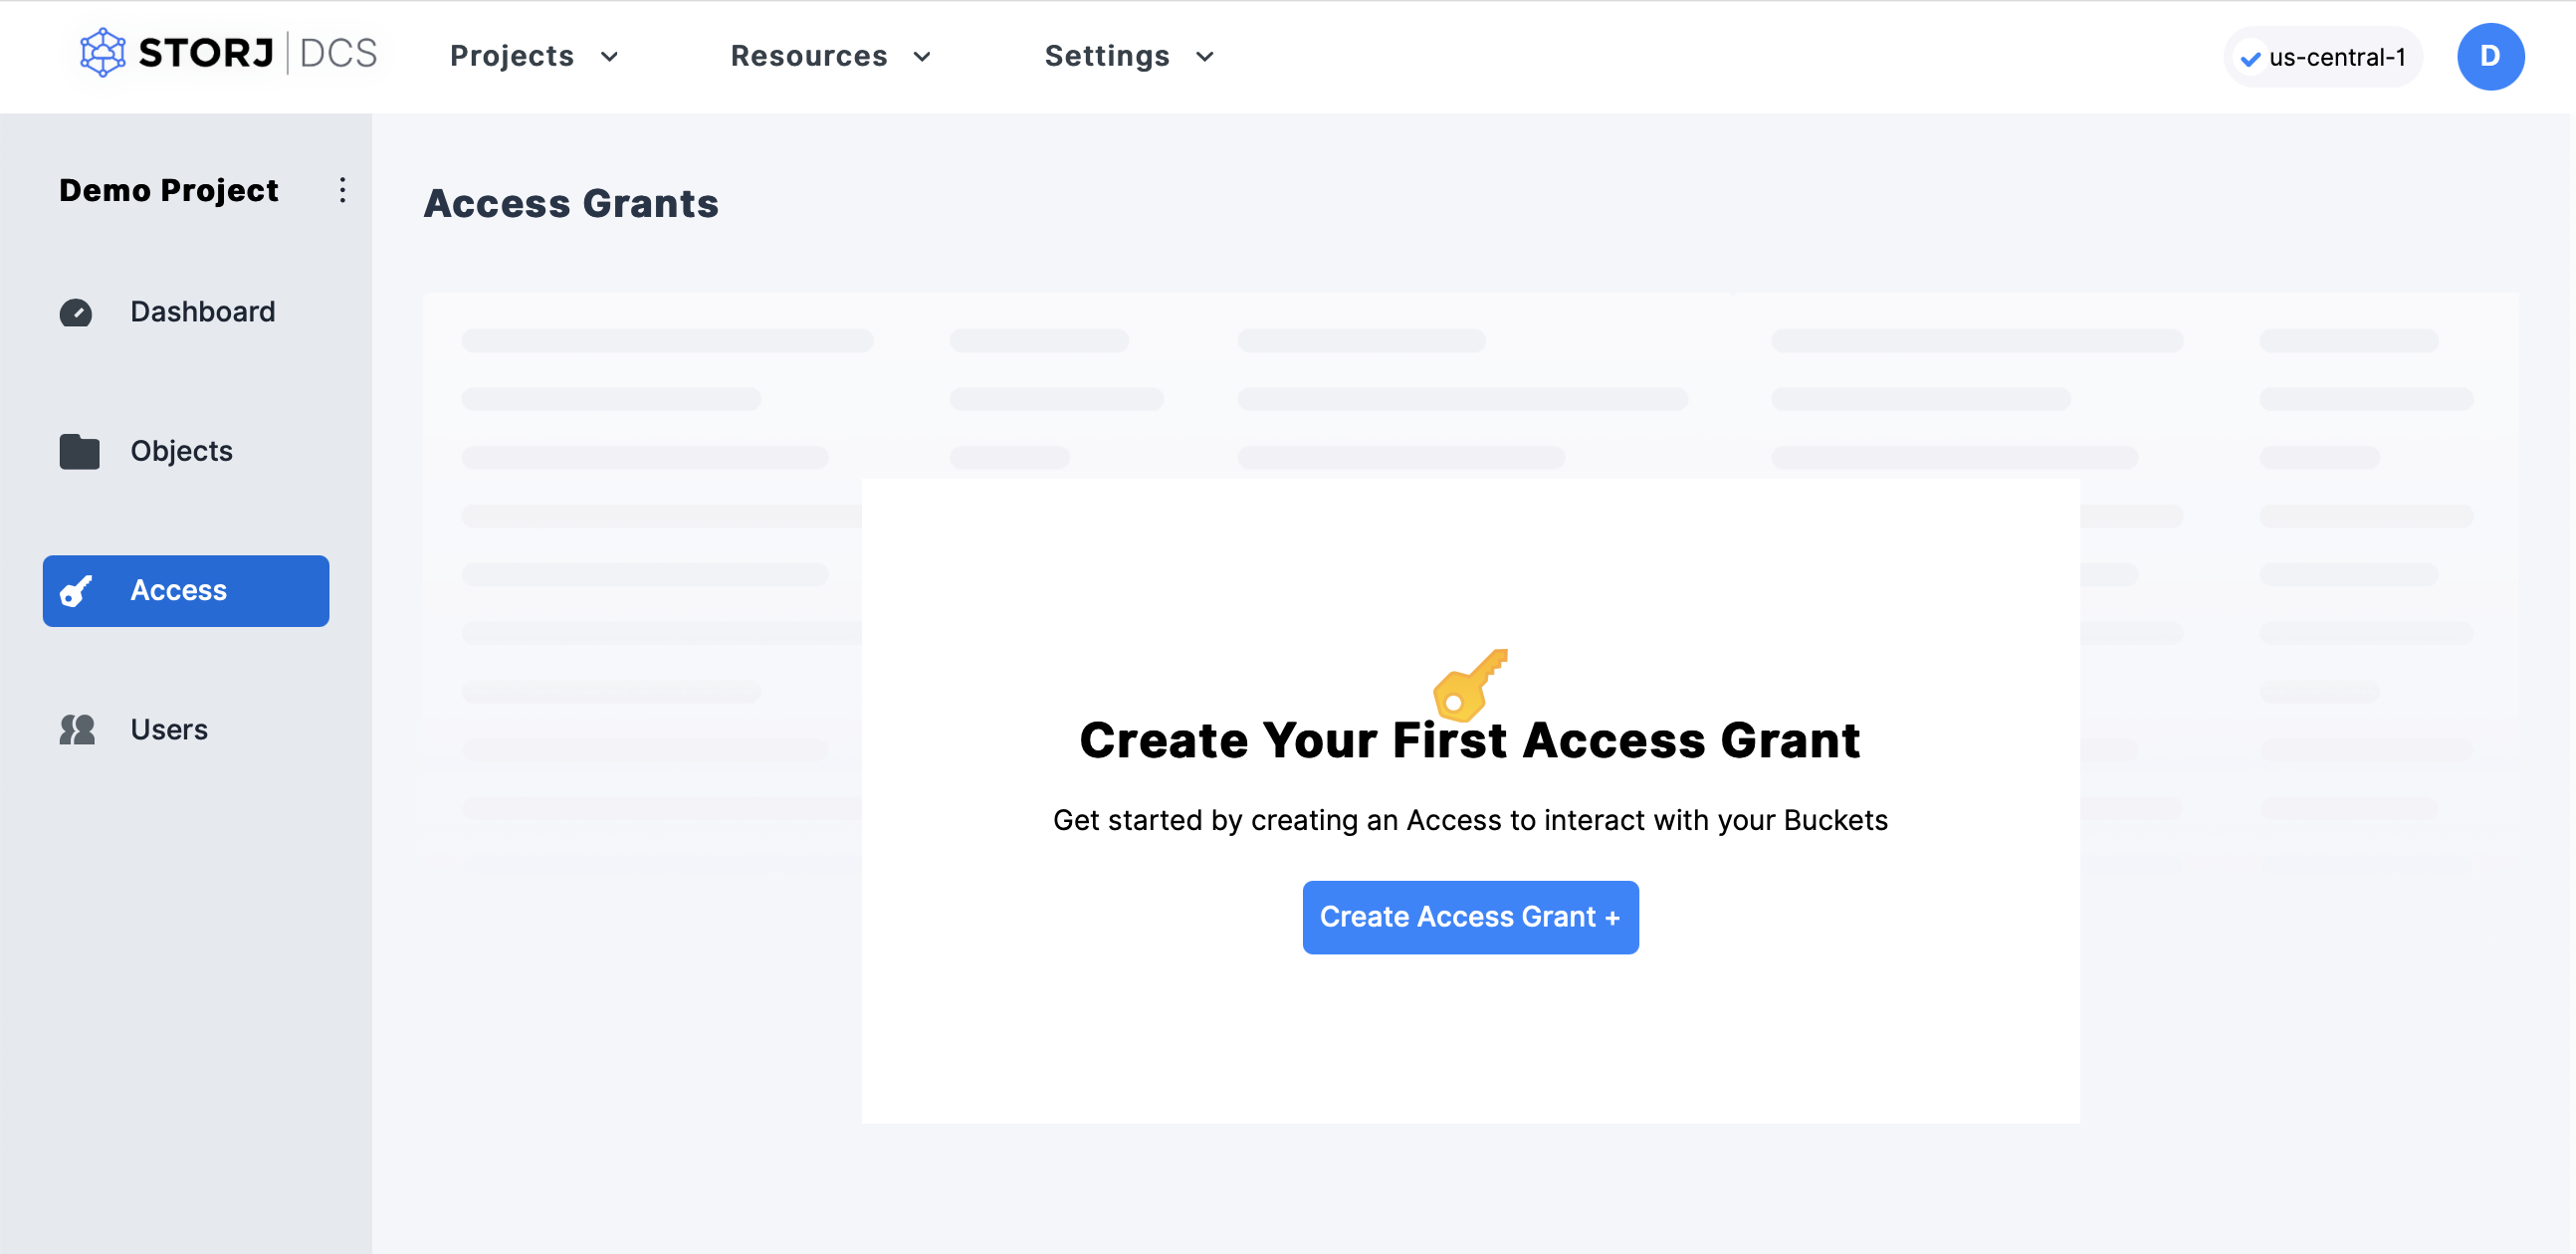 STORJ DCS
Projects
Resources
Settings
us-central-1
D
Demo Project
Dashboard
Objects
Access
Users
Access Grants
Create Your First Access Grant
Get started by creating an Access to interact with your Buckets
Create Access Grant +